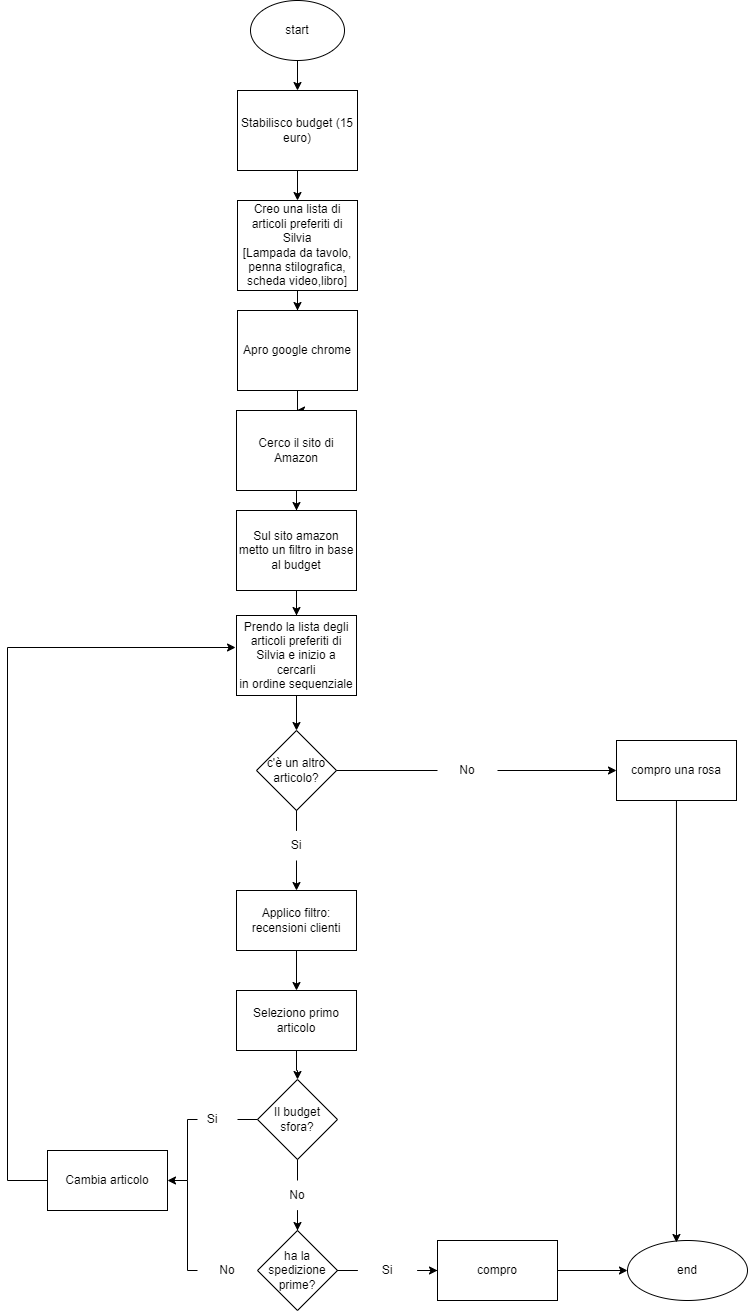 start
Stabilisco budget (15
euro)
Creo una lista di
articoli preferiti di
Silvia
[Lampada da tavolo,
penna stilografica,
scheda video,libro]
Apro google chrome
Cerco il sito di
Amazon
Sul sito amazon
metto un filtro in base
al budget
Prendo la lista degli
articoli preferiti di
Silvia e inizio a
cercarli
in ordine sequenziale
c'è un altro
articolo?
No
compro una rosa
Si
Applico filtro:
recensioni clienti
Seleziono primo
articolo
Il budget
sfora?
Si
Cambia articolo
No
ha la
spedizione
prime?
No
Si
compro
end